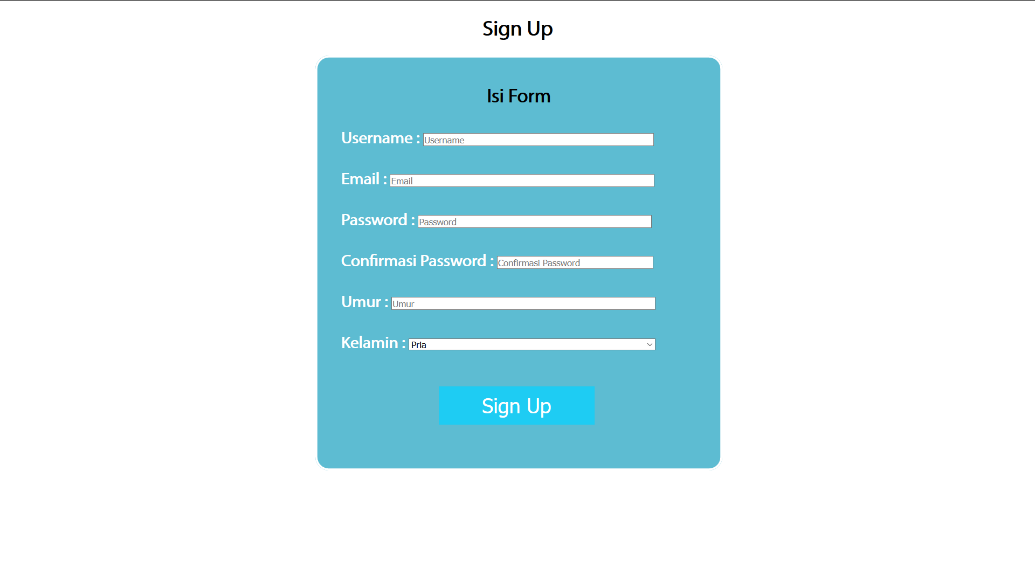 Sign Up
Isi Form
Username : Username
Email : Email
Password : Password
Confirmasi Password : Confirmasi Password
Umur : Umur
Kelamin : Pria
Sign Up